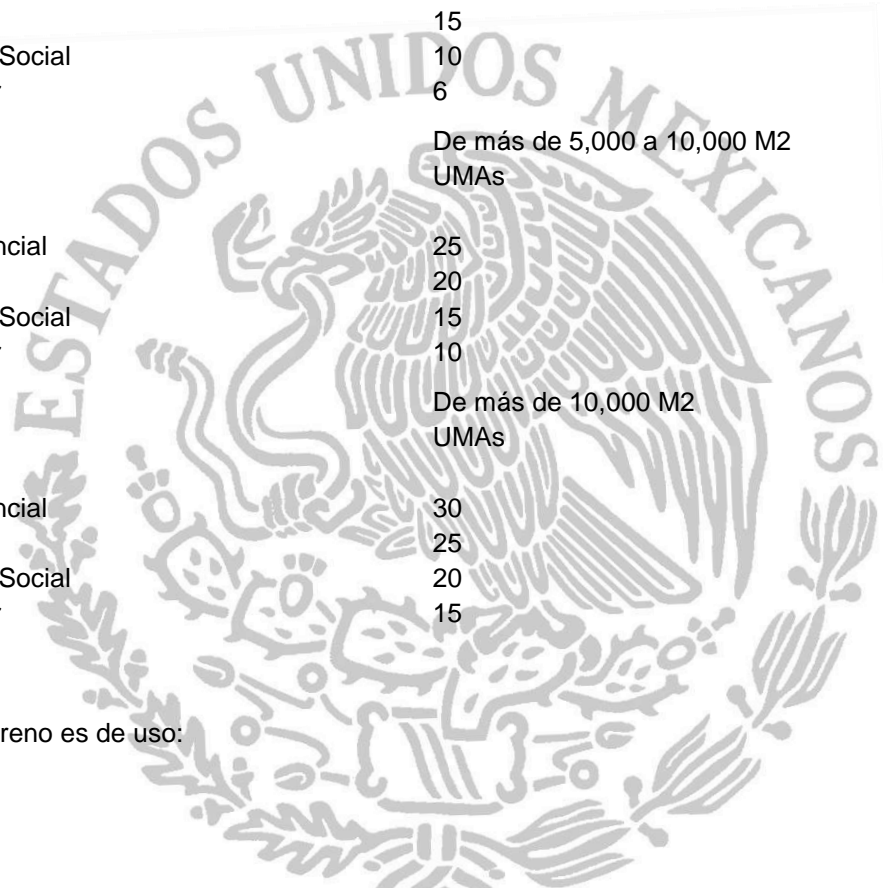 15
Social 10
6
De más de 5,000 a 10,000 M2
UMAs
ncial 25
20
Social 15
10
De más de 10,000 M2
UMAs
ncial 30
25
Social 20
15
reno es de uso:
ESTADOS UNIDOS MEXICANOS